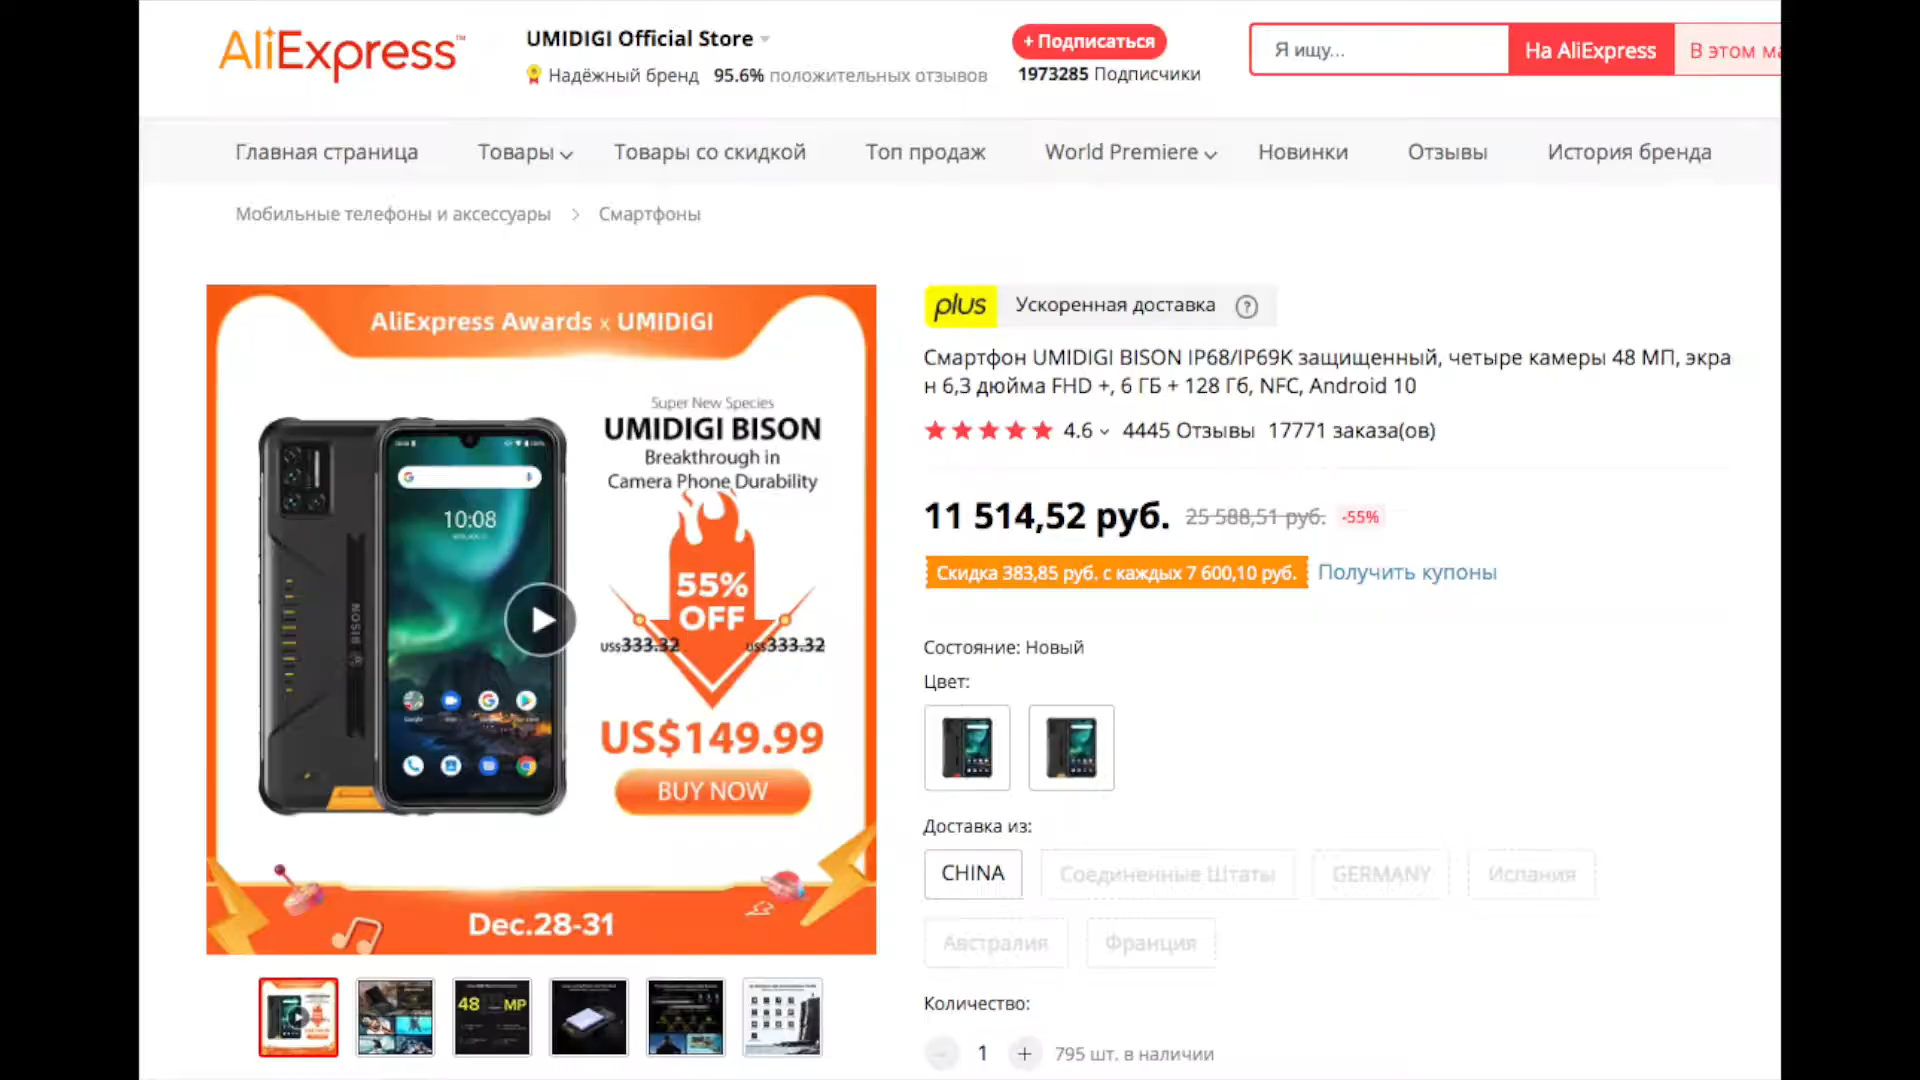 AliExpress™
UMIDIGI Official Store
Надёжный бренд 95.6% положительных отзывов
+ Подписаться
1973285 Подписчики
Я ищу...
На AliExpress
В этом ма
Главная страница Товары Товары со скидкой Топ продаж World Premiere Новинки Отзывы История бренда
Мобильные телефоны и аксессуары > Смартфоны
AliExpress Awards x UMIDIGI
Super New Species
UMIDIGI BISON
Breakthrough in
Camera Phone Durability
10:08
BISON
55%
OFF
US$333.32 US$333.32
US$149.99
BUY NOW
Dec.28-31
48 MP
plus Ускоренная доставка ?
Смартфон UMIDIGI BISON IP68/IP69K защищенный, четыре камеры 48 МП, экра
н 6,3 дюйма FHD +, 6 ГБ + 128 Гб, NFC, Android 10
4.6 4445 Отзывы 17771 заказа(ов)
11 514,52 руб. 25 588,51 руб. -55%
Скидка 383,85 руб. с каждых 7 600,10 руб. Получить купоны
Состояние: Новый
Цвет:
Доставка из:
CHINA Соединенные Штаты GERMANY Испания
Австралия Франция
Количество:
- 1 + 795 шт. в наличии